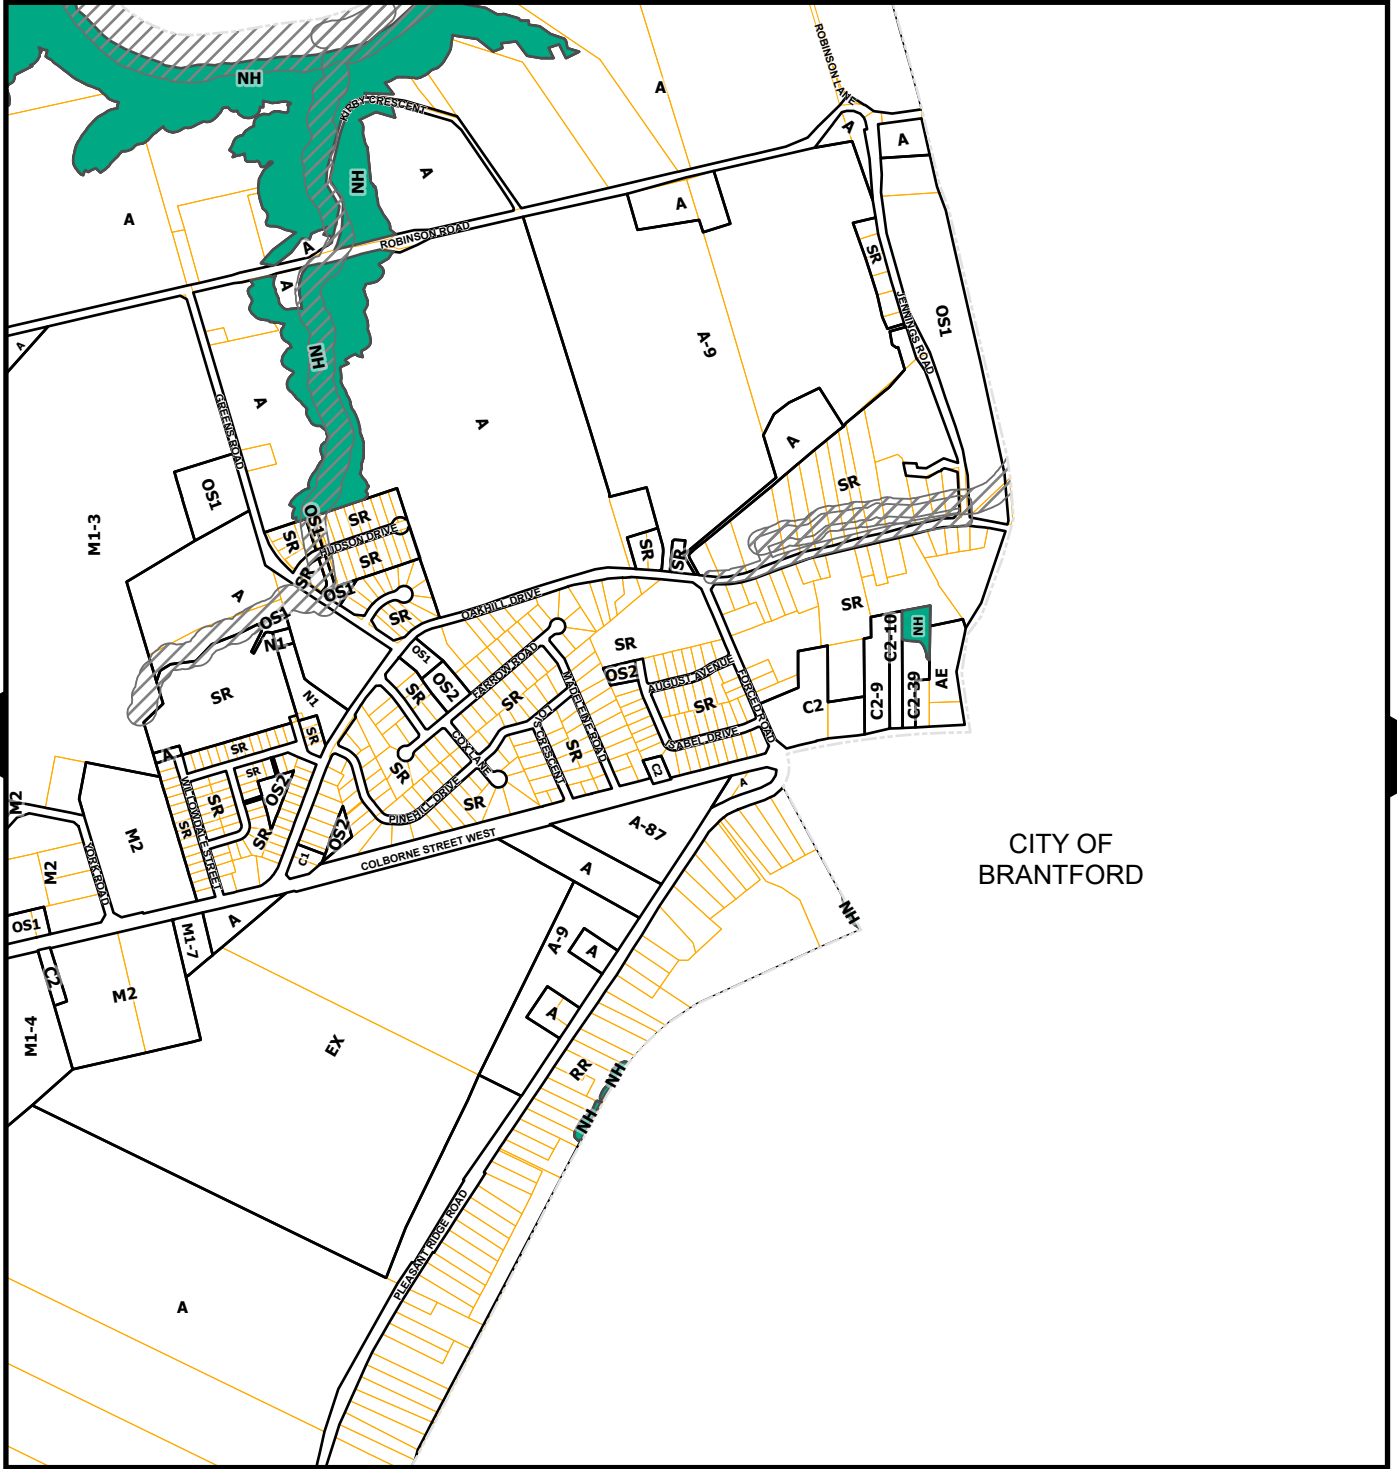 ROBINSON LANE
NH
A
KIRBY CRESCENT
A
A
A
NH
A
A
A
ROBINSON ROAD
A
SR
A
JENNINGS ROAD
OS1
A
NH
A-9
GREENS ROAD
A
A
A
OS1
SR
M1-3
OS1
SR
SR
HUDSON DRIVE
SR
SR
SR
SR
OS1
A
OAKHILL DRIVE
SR
OS1
SR
NH
C2-10
N1
SR
OS1
FARROW ROAD
OS2
AUGUST AVENUE
FORCED ROAD
AE
SR
N1
SR
OS2
SR
MADELEINE ROAD
SR
C2
C2-9
C2-39
SR
SR
A
COX LANE
LOIS CRESCENT
SR
ISABEL DRIVE
SR
SR
C2
M2
WILLOWDALE STREET
SR
OS2
PINEHILL DRIVE
SR
A
SR
SR
OS2
A-87
M2
YORK ROAD
M2
C1
COLBORNE STREET WEST
A
CITY OF
BRANTFORD
OS1
M1-7
A
A-9
A
NH
C2
M2
A
M1-4
EX
RR
NH
NH
PLEASANT RIDGE ROAD
A